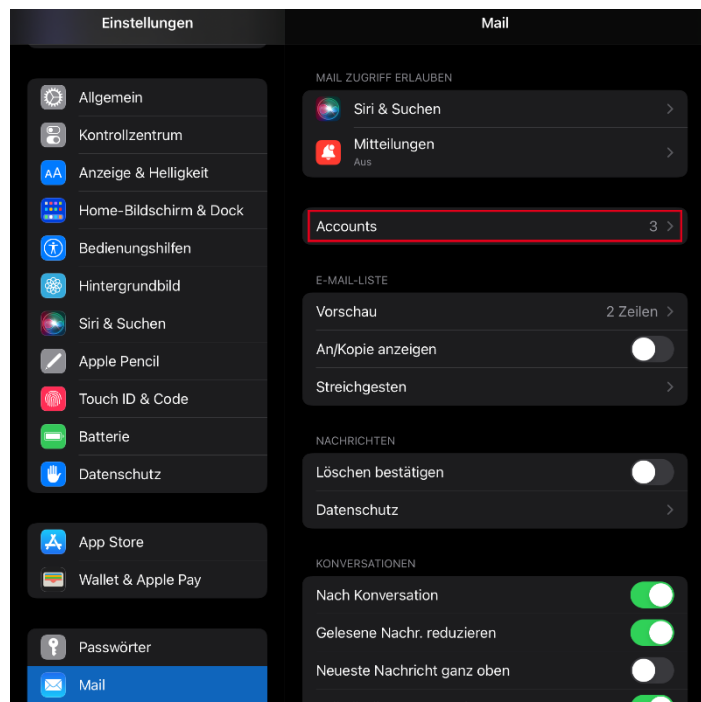 Einstellungen
Allgemein
Kontrollzentrum
AA Anzeige & Helligkeit
Home-Bildschirm & Dock
Bedienungshilfen
Hintergrundbild
Siri & Suchen
Apple Pencil
Touch ID & Code
Batterie
Datenschutz
App Store
Wallet & Apple Pay
Passwörter
Mail
Mail
MAIL ZUGRIFF ERLAUBEN
Siri & Suchen
Mitteilungen
Aus
Accounts 3
E-MAIL-LISTE
Vorschau 2 Zeilen
An/Kopie anzeigen
Streichgesten
NACHRICHTEN
Löschen bestätigen
Datenschutz
KONVERSATIONEN
Nach Konversation
Gelesene Nachr. reduzieren
Neueste Nachricht ganz oben